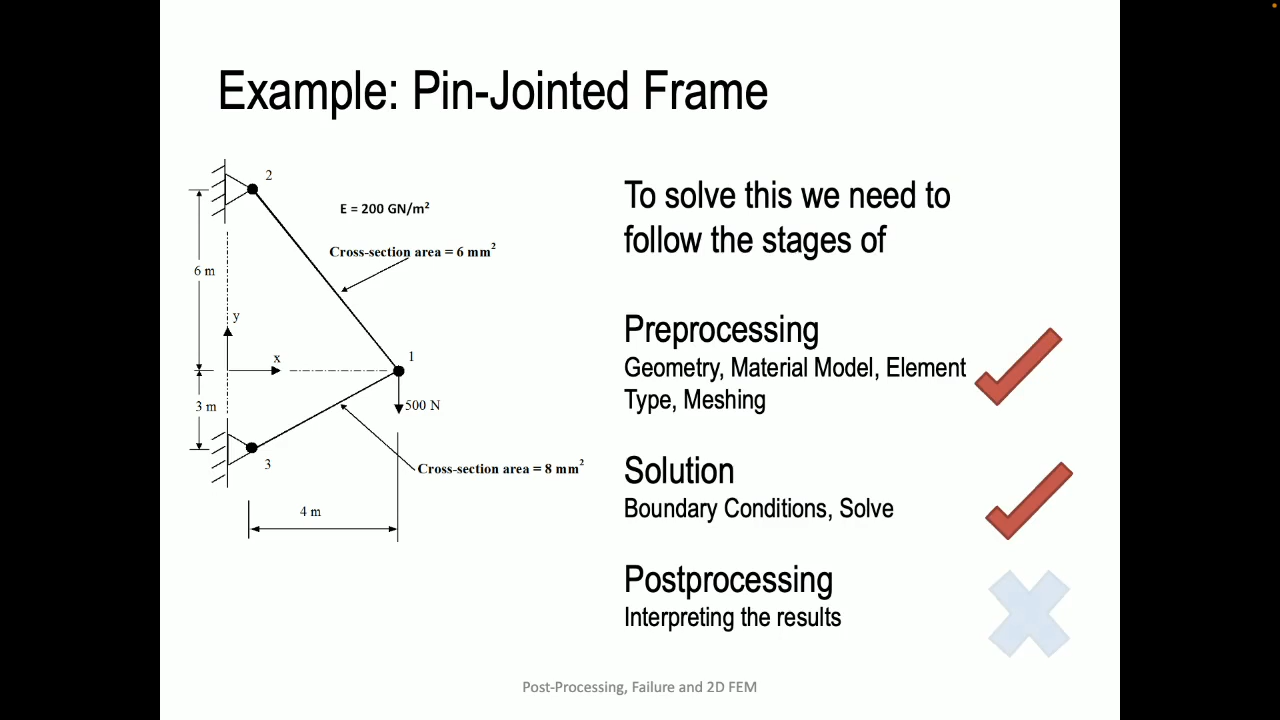 Example: Pin-Jointed Frame
2
E = 200 GN/m²
Cross-section area = 6 mm²
6 m
y
x
1
3 m
500 N
3
Cross-section area = 8 mm²
4 m
To solve this we need to
follow the stages of
Preprocessing
Geometry, Material Model, Element
Type, Meshing
Solution
Boundary Conditions, Solve
Postprocessing
Interpreting the results
Post-Processing, Failure and 2D FEM